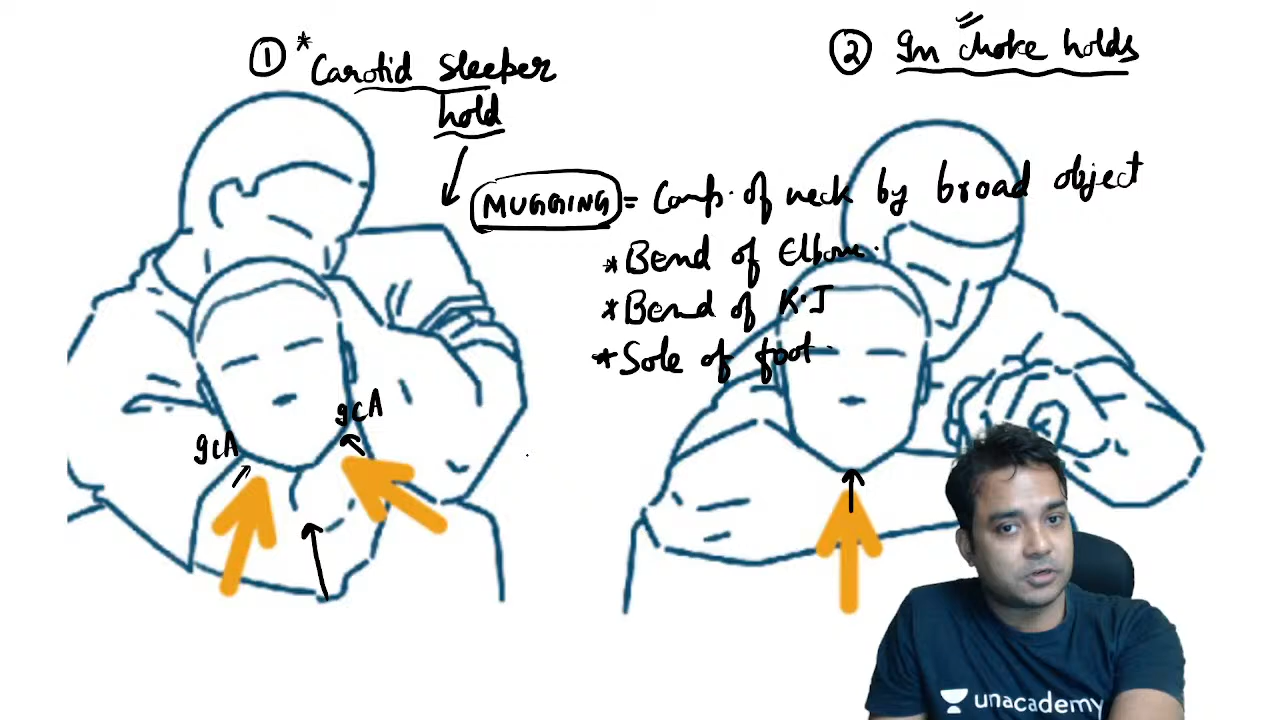 ① * Carotid sleeper
hold
② In choke holds
MUGGING = Comp. of neck by broad object
* Bend of Elbow.
* Bend of K.J
* Sole of foot.
gcA
gcA
unacademy